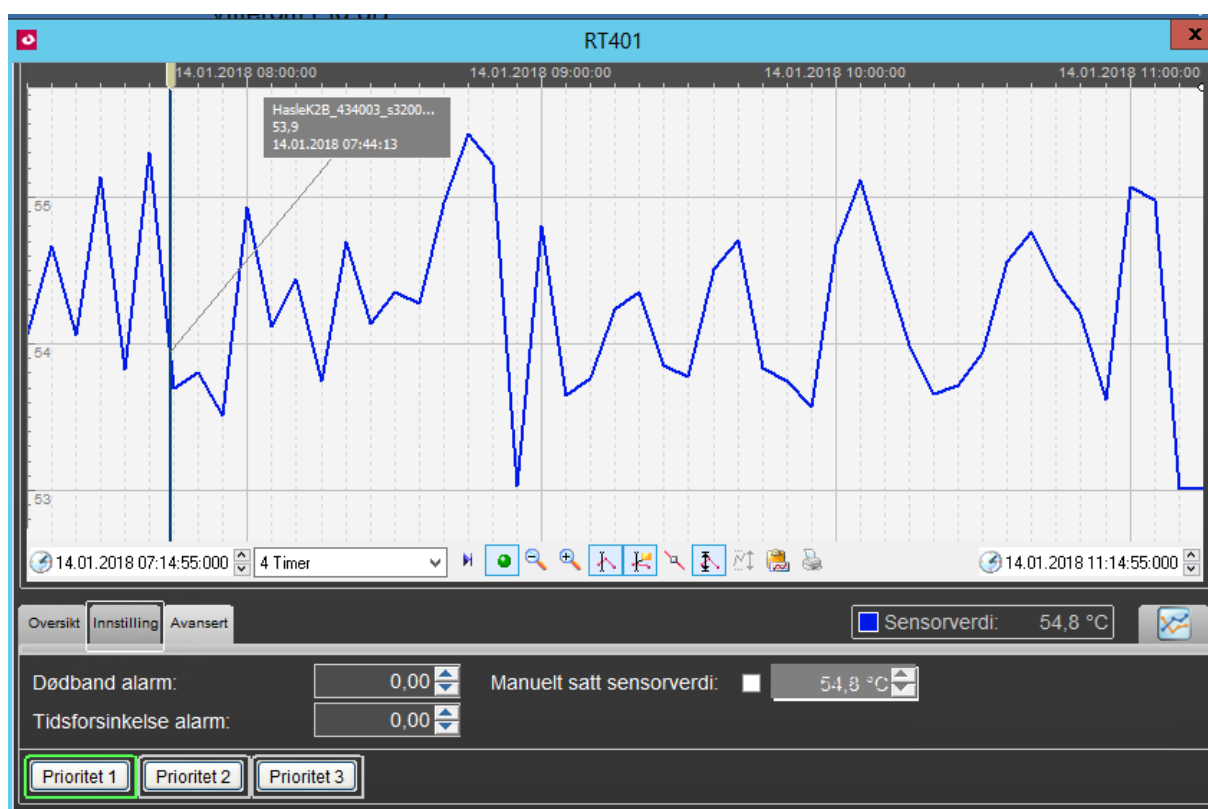 RT401
x
14.01.2018 08:00:00 14.01.2018 09:00:00 14.01.2018 10:00:00 14.01.2018 11:00:00
HasleK2B_434003_s3200...
53,9
14.01.2018 07:44:13
55
54
53
14.01.2018 07:14:55:000 4 Timer 14.01.2018 11:14:55:000
Oversikt Innstilling Avansert Sensorverdi: 54,8 °C
Dødband alarm: 0,00 Manuelt satt sensorverdi: 54,8 °C
Tidsforsinkelse alarm: 0,00
Prioritet 1 Prioritet 2 Prioritet 3